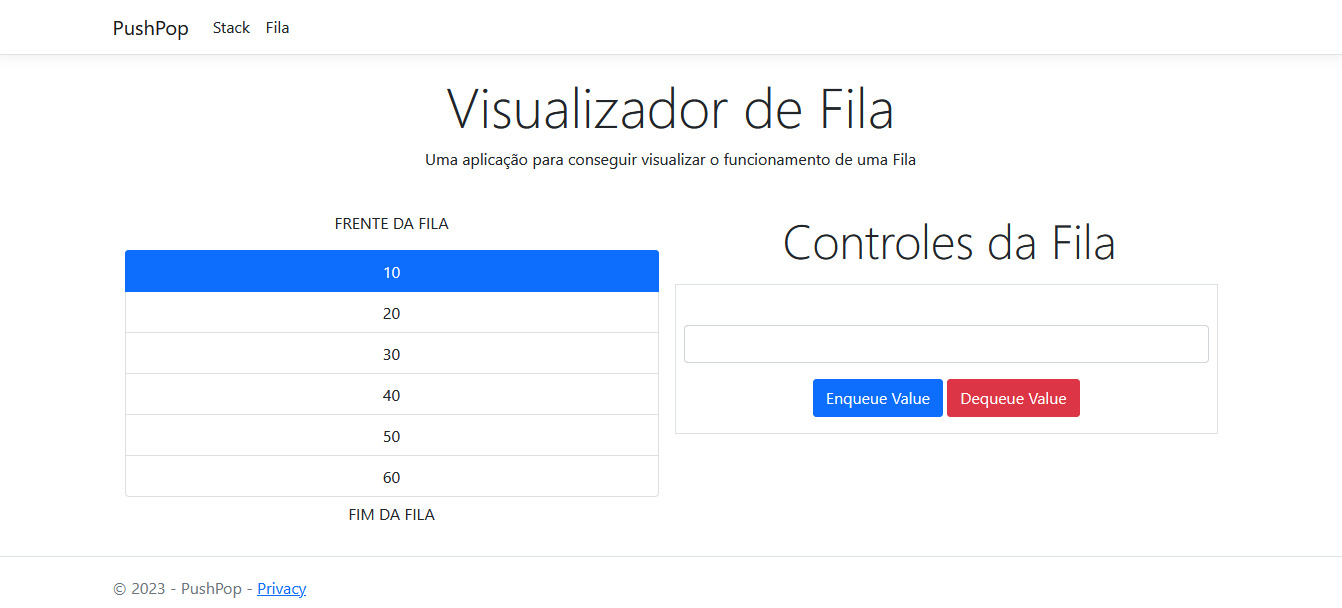 PushPop Stack Fila
Visualizador de Fila
Uma aplicação para conseguir visualizar o funcionamento de uma Fila
FRENTE DA FILA
10
20
30
40
50
60
FIM DA FILA
Controles da Fila
Enqueue Value Dequeue Value
© 2023 - PushPop - Privacy